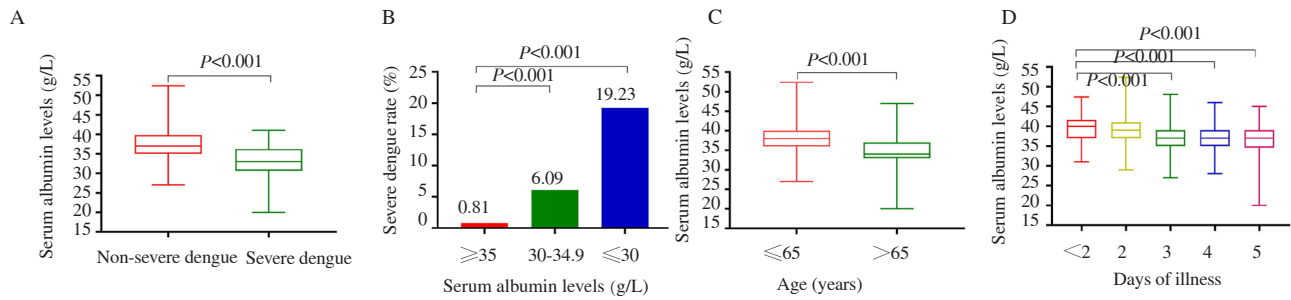 A
Serum albumin levels (g/L)
55
50
45
40
35
30
25
20
15
P<0.001
Non-severe dengue
Severe dengue
B
Severe dengue rate (%)
25
20
15
10
5
0
P<0.001
P<0.001
0.81
6.09
19.23
⩾35
30-34.9
⩽30
Serum albumin levels (g/L)
C
Serum albumin levels (g/L)
55
50
45
40
35
30
25
20
15
P<0.001
⩽65
>65
Age (years)
D
Serum albumin levels (g/L)
55
50
45
40
35
30
25
20
15
P<0.001
P<0.001
P<0.001
<2
2
3
4
5
Days of illness